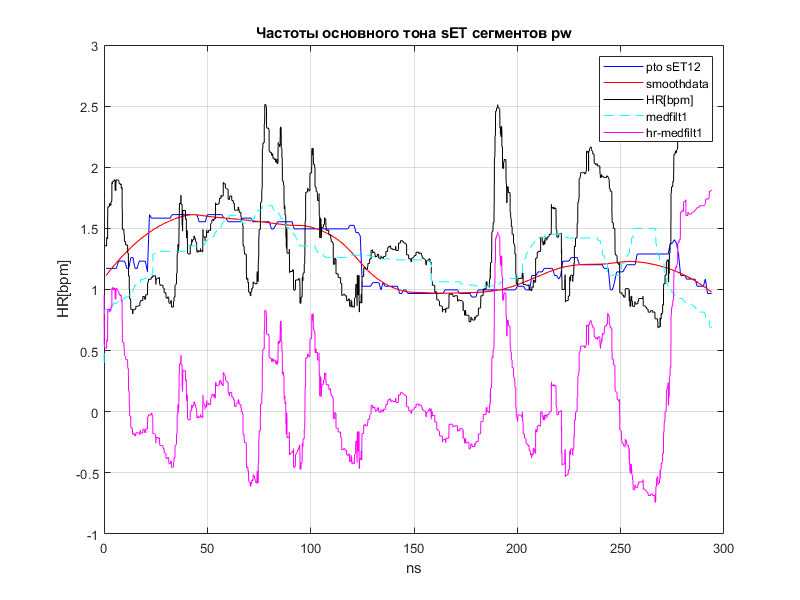 Частоты основного тона sET сегментов pw
pto sET12
smoothdata
HR[bpm]
medfilt1
hr-medfilt1
HR[bpm]
3
2.5
2
1.5
1
0.5
0
-0.5
-1
0 50 100 150 200 250 300
ns